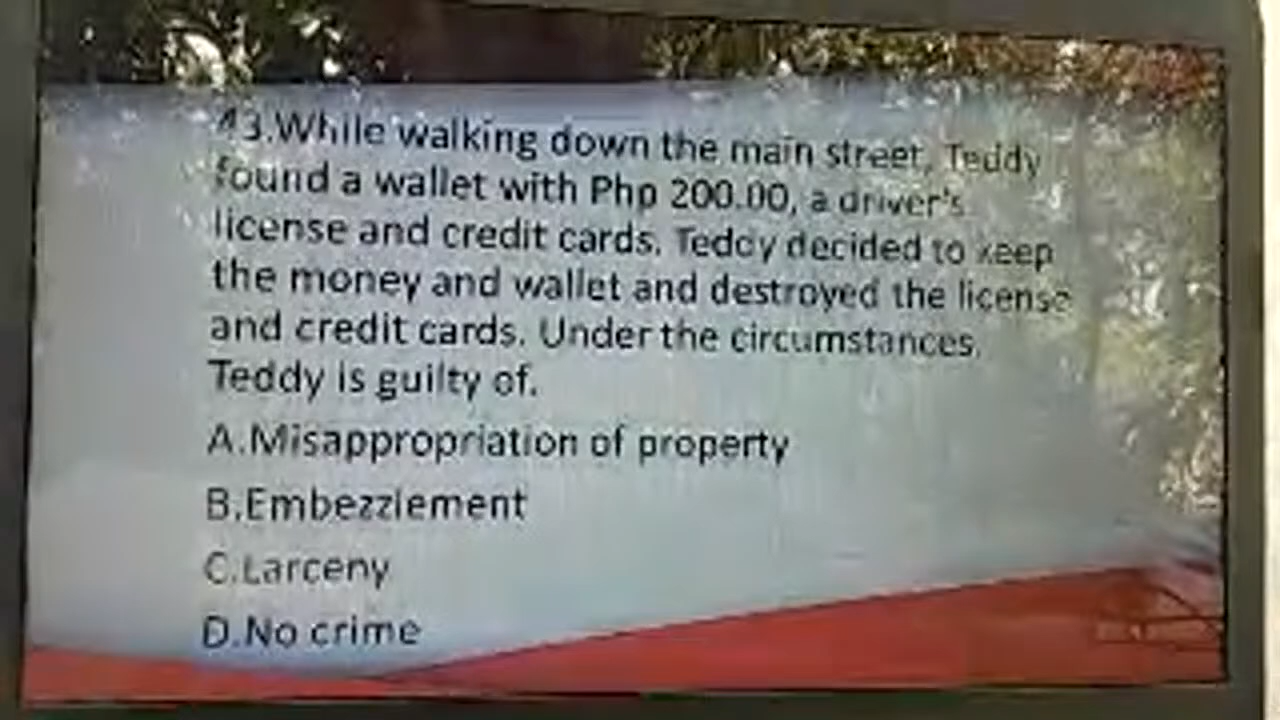 43.While walking down the main street, Teddy
found a wallet with Php 200.00, a driver's
license and credit cards. Teddy decided to keep
the money and wallet and destroyed the license
and credit cards. Under the circumstances,
Teddy is guilty of.
A.Misappropriation of property
B.Embezzlement
C.Larceny
D.No crime